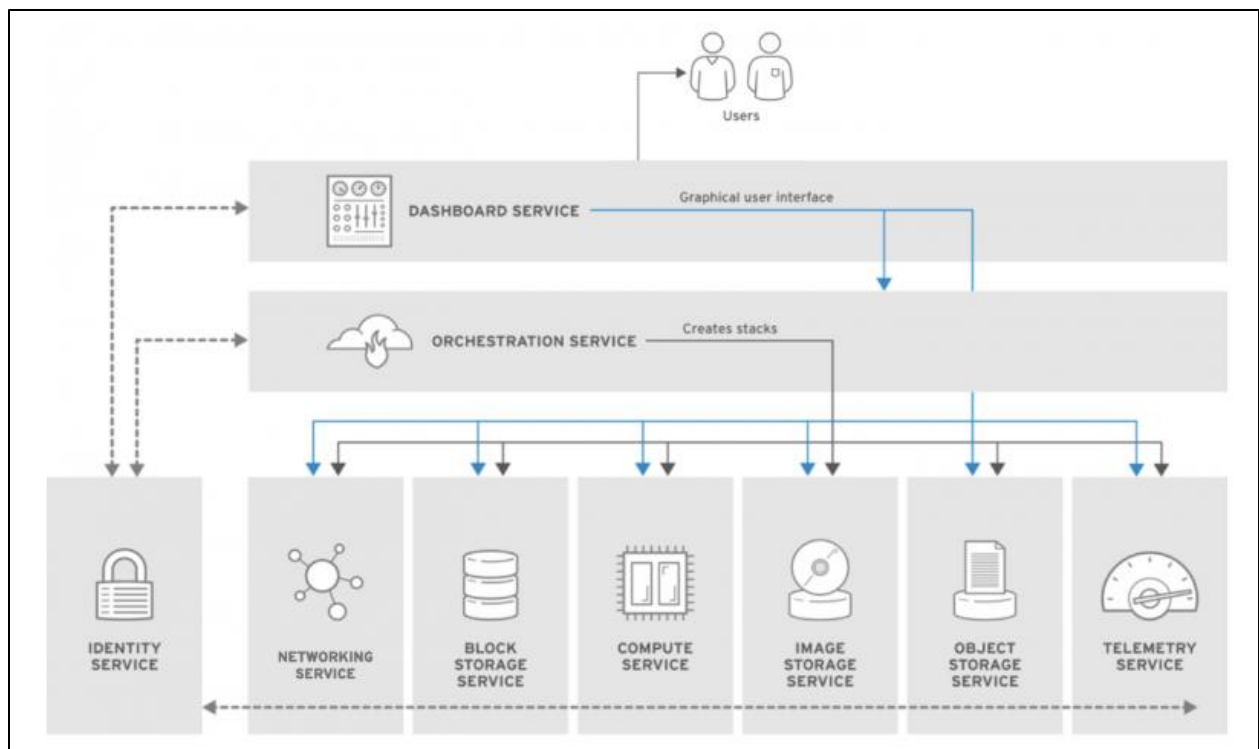 Users
Graphical user interface
DASHBOARD SERVICE
Creates stacks
ORCHESTRATION SERVICE
IDENTITY
SERVICE
NETWORKING
SERVICE
BLOCK
STORAGE
SERVICE
COMPUTE
SERVICE
IMAGE
STORAGE
SERVICE
OBJECT
STORAGE
SERVICE
TELEMETRY
SERVICE